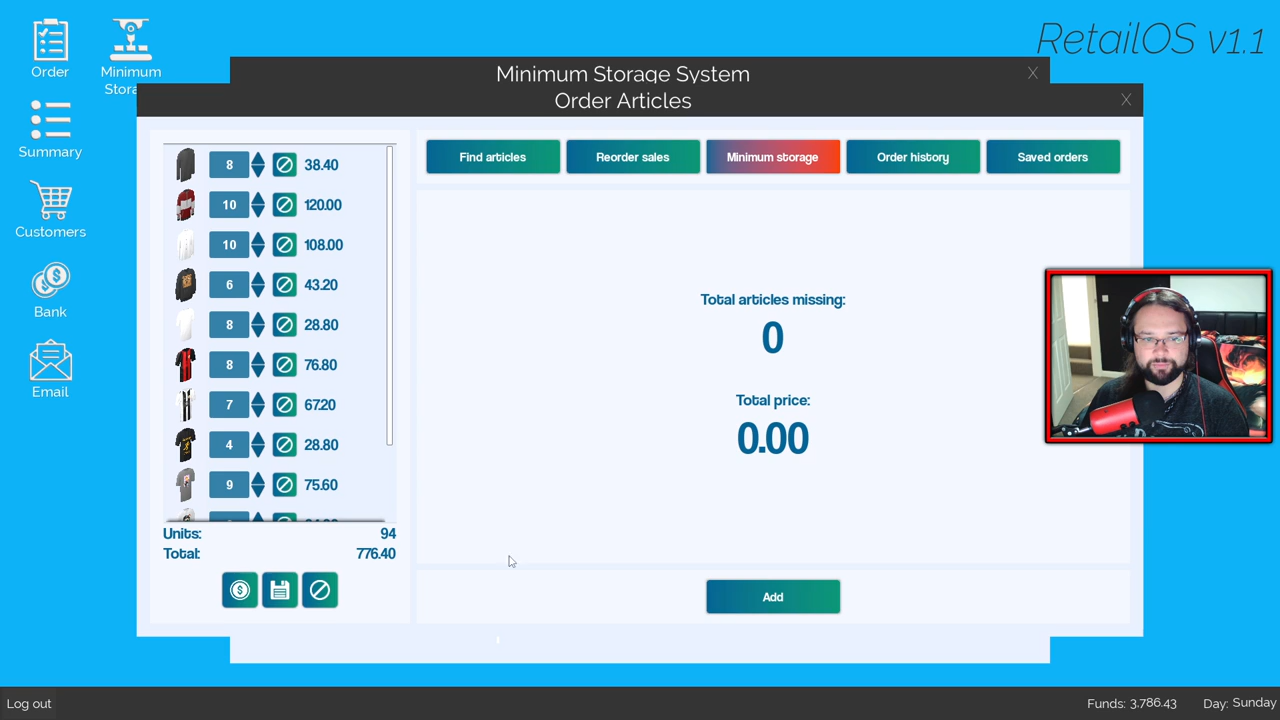 RetailOS v1.1
Order
Minimum
Stora
Summary
Customers
Bank
Email
Minimum Storage System
X
Order Articles
X
8 38.40
10 120.00
10 108.00
6 43.20
8 28.80
8 76.80
7 67.20
4 28.80
9 75.60
Units: 94
Total: 776.40
Find articles
Reorder sales
Minimum storage
Order history
Saved orders
Total articles missing:
0
Total price:
0.00
Add
Log out
Funds: 3,786.43
Day: Sunday